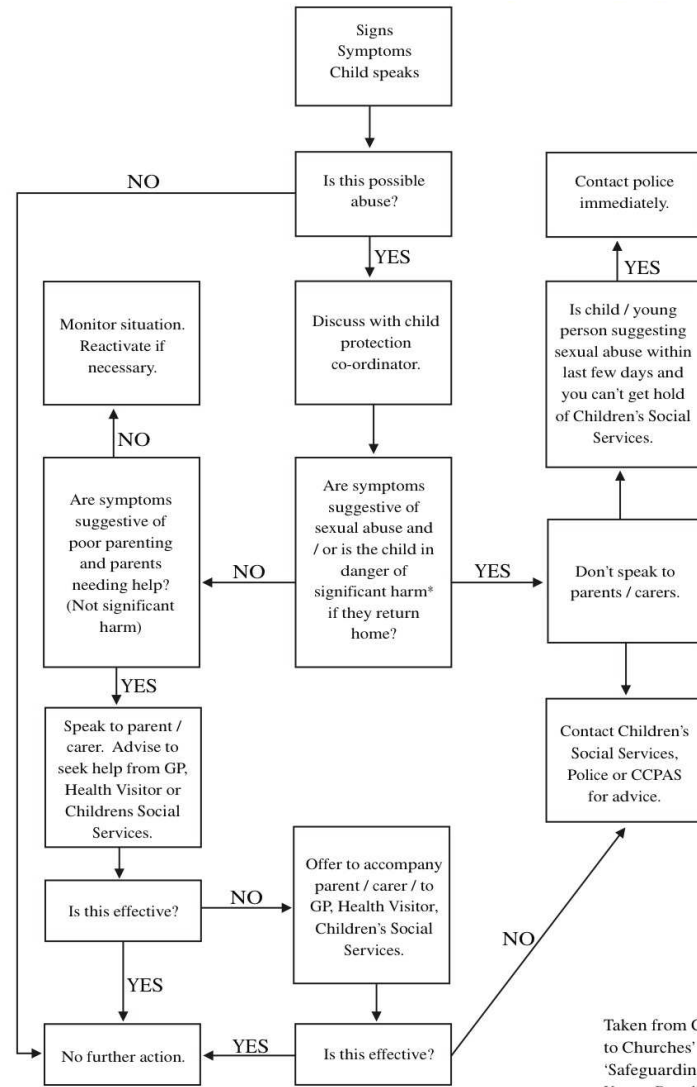 Signs
Symptoms
Child speaks
NO
Is this possible
abuse?
Contact police
immediately.
YES
YES
Monitor situation.
Reactivate if
necessary.
Discuss with child
protection
co-ordinator.
Is child / young
person suggesting
sexual abuse within
last few days and
you can't get hold
of Children's Social
Services.
NO
Are symptoms
suggestive of
poor parenting
and parents
needing help?
(Not significant
harm)
NO
Are symptoms
suggestive of
sexual abuse and
/ or is the child in
danger of
significant harm*
if they return
home?
YES
Don't speak to
parents / carers.
YES
Speak to parent /
carer. Advise to
seek help from GP,
Health Visitor or
Childrens Social
Services.
Contact Children's
Social Services,
Police or CCPAS
for advice.
Offer to accompany
parent / carer / to
GP, Health Visitor,
Children's Social
Services.
Is this effective?
NO
NO
YES
No further action.
YES
Is this effective?
Taken from
to Churches'
'Safeguardin